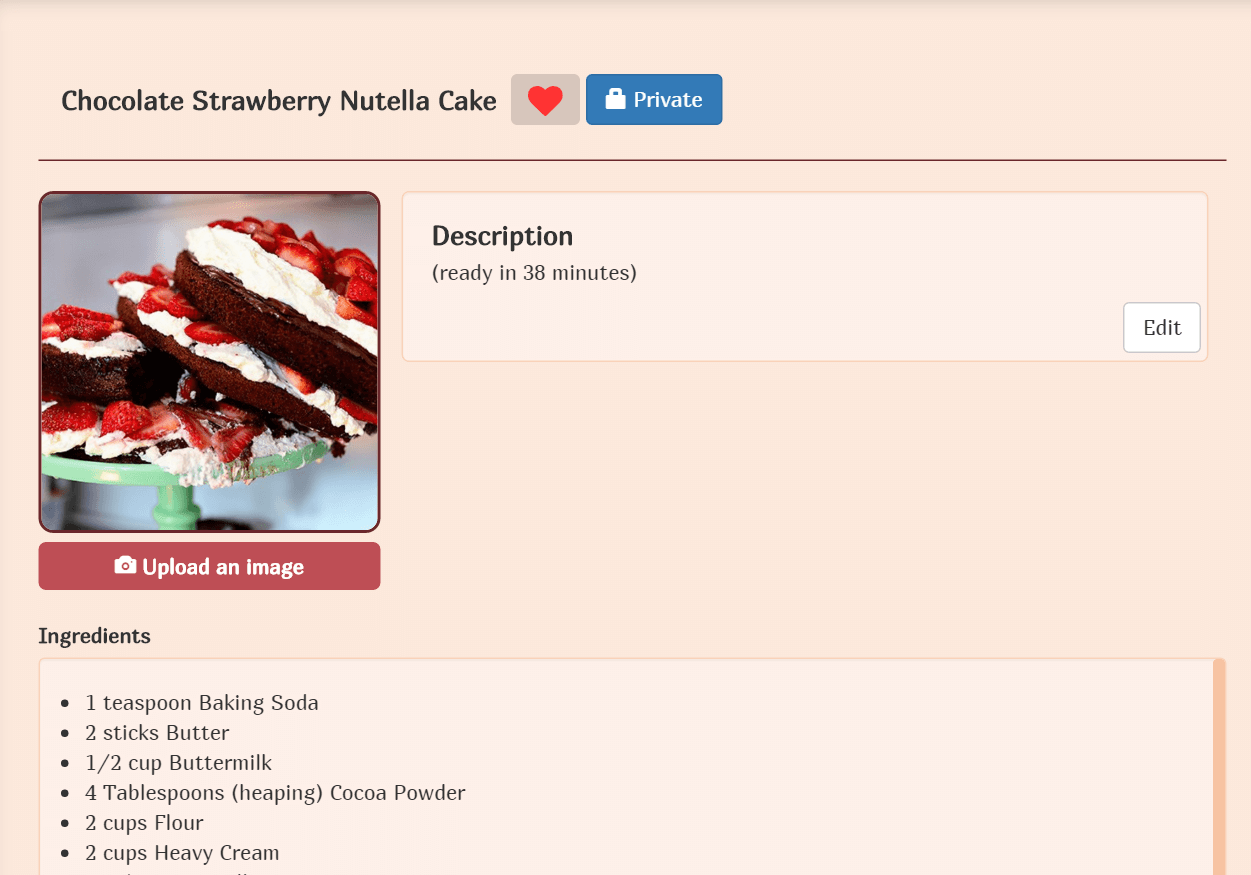 Chocolate Strawberry Nutella Cake
Private
Description
(ready in 38 minutes)
Edit
Upload an image
Ingredients
1 teaspoon Baking Soda
2 sticks Butter
1/2 cup Buttermilk
4 Tablespoons (heaping) Cocoa Powder
2 cups Flour
2 cups Heavy Cream